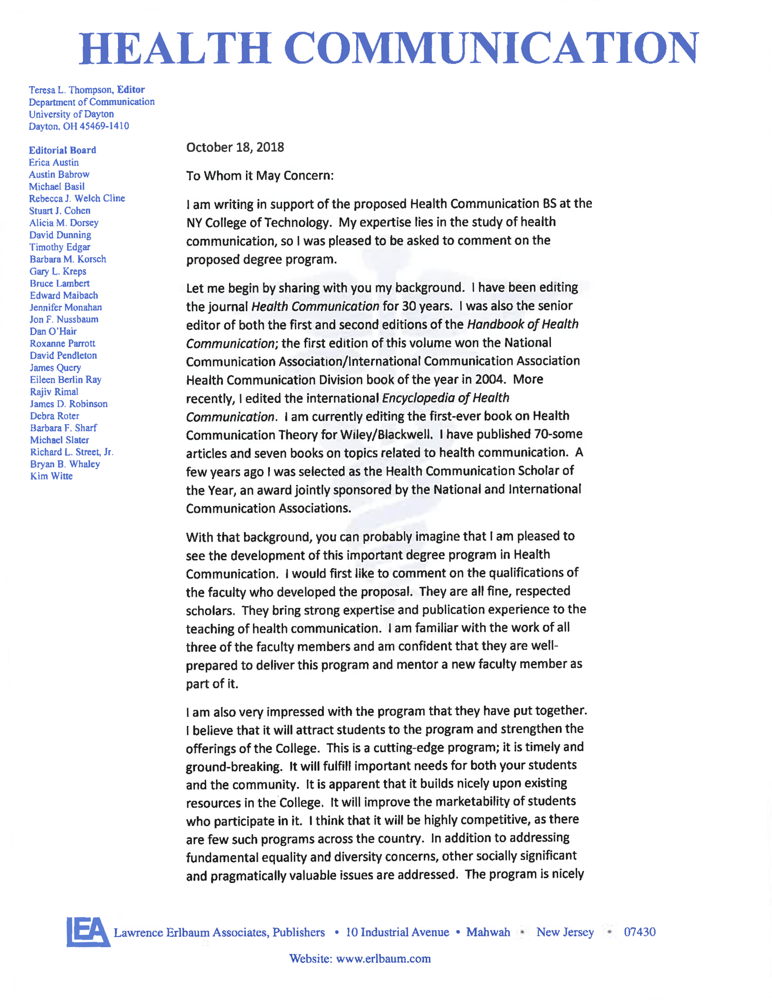 HEALTH COMMUNICATION
Teresa L. Thompson, Editor
Department of Communication
University of Dayton
Dayton, OH 45469-1410
Editorial Board
Erica Austin
Austin Babrow
Michael Basil
Rebecca J. Welch Cline
Stuart J. Cohen
Alicia M. Dorsey
David Dunning
Timothy Edgar
Barbara M. Korsch
Gary L. Kreps
Bruce Lambert
Edward Maibach
Jennifer Monahan
Jon F. Nussbaum
Dan O'Hair
Roxanne Parrott
David Pendleton
James Query
Eileen Berlin Ray
Rajiv Rimal
James D. Robinson
Debra Roter
Barbara F. Sharf
Michael Slater
Richard L. Street, Jr.
Bryan B. Whaley
Kim Witte
October 18, 2018
To Whom it May Concern:
I am writing in support of the proposed Health Communication BS at the
NY College of Technology. My expertise lies in the study of health
communication, so I was pleased to be asked to comment on the
proposed degree program.
Let me begin by sharing with you my background. I have been editing
the journal Health Communication for 30 years. I was also the senior
editor of both the first and second editions of the Handbook of Health
Communication; the first edition of this volume won the National
Communication Association/International Communication Association
Health Communication Division book of the year in 2004. More
recently, I edited the international Encyclopedia of Health
Communication. I am currently editing the first-ever book on Health
Communication Theory for Wiley/Blackwell. I have published 70-some
articles and seven books on topics related to health communication. A
few years ago I was selected as the Health Communication Scholar of
the Year, an award jointly sponsored by the National and International
Communication Associations.
With that background, you can probably imagine that I am pleased to
see the development of this important degree program in Health
Communication. I would first like to comment on the qualifications of
the faculty who developed the proposal. They are all fine, respected
scholars. They bring strong expertise and publication experience to the
teaching of health communication. I am familiar with the work of all
three of the faculty members and am confident that they are well-
prepared to deliver this program and mentor a new faculty member as
part of it.
I am also very impressed with the program that they have put together.
I believe that it will attract students to the program and strengthen the
offerings of the College. This is a cutting-edge program; it is timely and
ground-breaking. It will fulfill important needs for both your students
and the community. It is apparent that it builds nicely upon existing
resources in the College. It will improve the marketability of students
who participate in it. I think that it will be highly competitive, as there
are few such programs across the country. In addition to addressing
fundamental equality and diversity concerns, other socially significant
and pragmatically valuable issues are addressed. The program is nicely
LEA Lawrence Erlbaum Associates, Publishers • 10 Industrial Avenue • Mahwah • New Jersey • 07430
Website: www.erlbaum.com